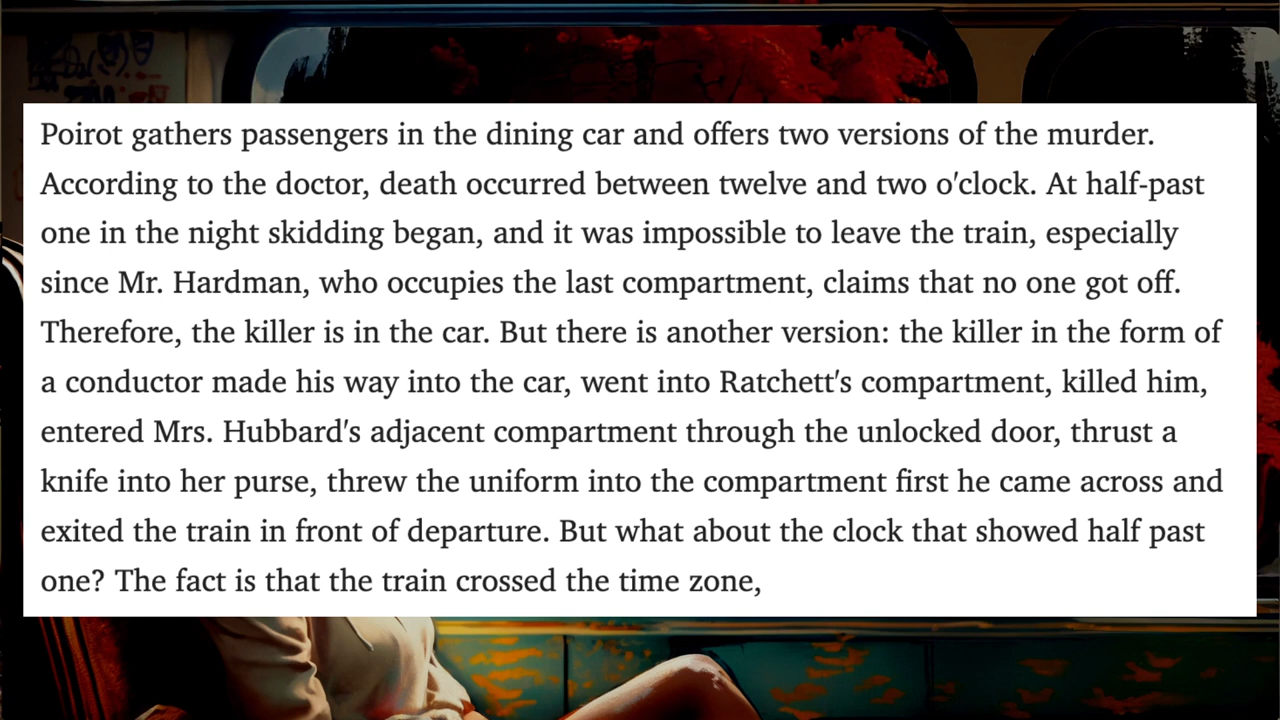 Poirot gathers passengers in the dining car and offers two versions of the murder.
According to the doctor, death occurred between twelve and two o'clock. At half-past
one in the night skidding began, and it was impossible to leave the train, especially
since Mr. Hardman, who occupies the last compartment, claims that no one got off.
Therefore, the killer is in the car. But there is another version: the killer in the form of
a conductor made his way into the car, went into Ratchett's compartment, killed him,
entered Mrs. Hubbard's adjacent compartment through the unlocked door, thrust a
knife into her purse, threw the uniform into the compartment first he came across and
exited the train in front of departure. But what about the clock that showed half past
one? The fact is that the train crossed the time zone,